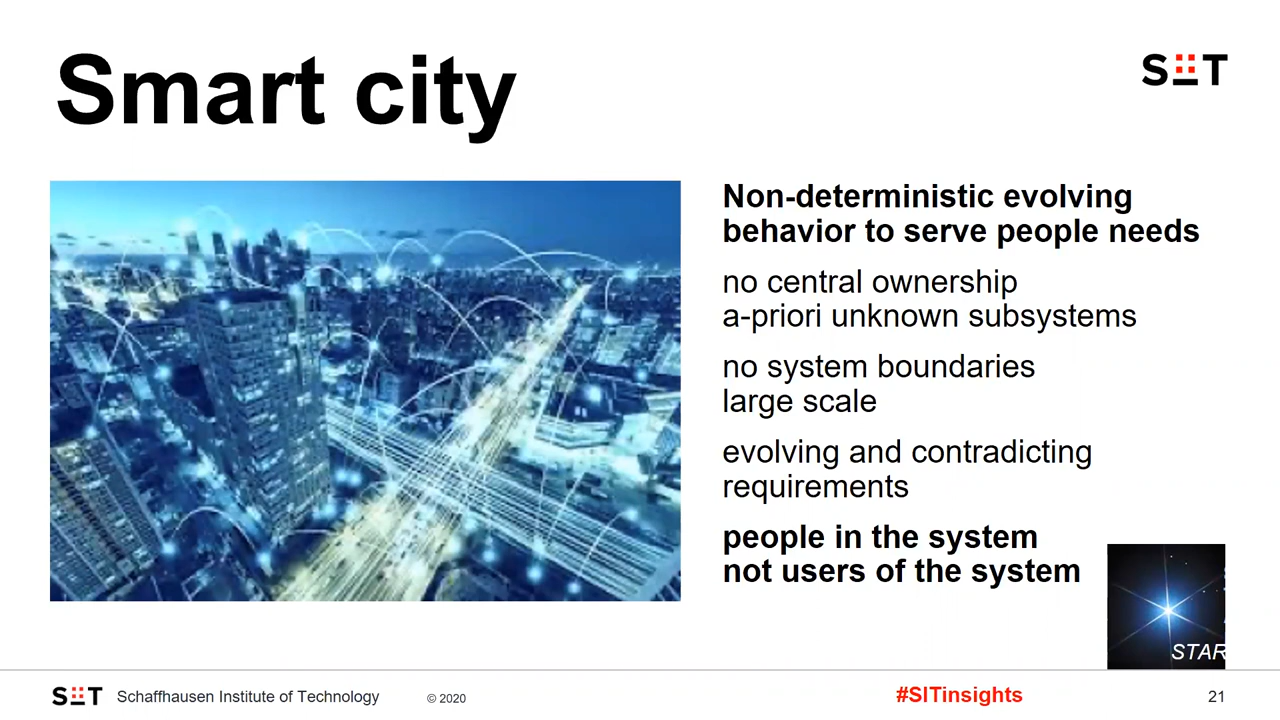 Smart city
S⸬T
Non-deterministic evolving
behavior to serve people needs
no central ownership
a-priori unknown subsystems
no system boundaries
large scale
evolving and contradicting
requirements
people in the system
not users of the system
STAR
SIT Schaffhausen Institute of Technology © 2020 #SITinsights 21